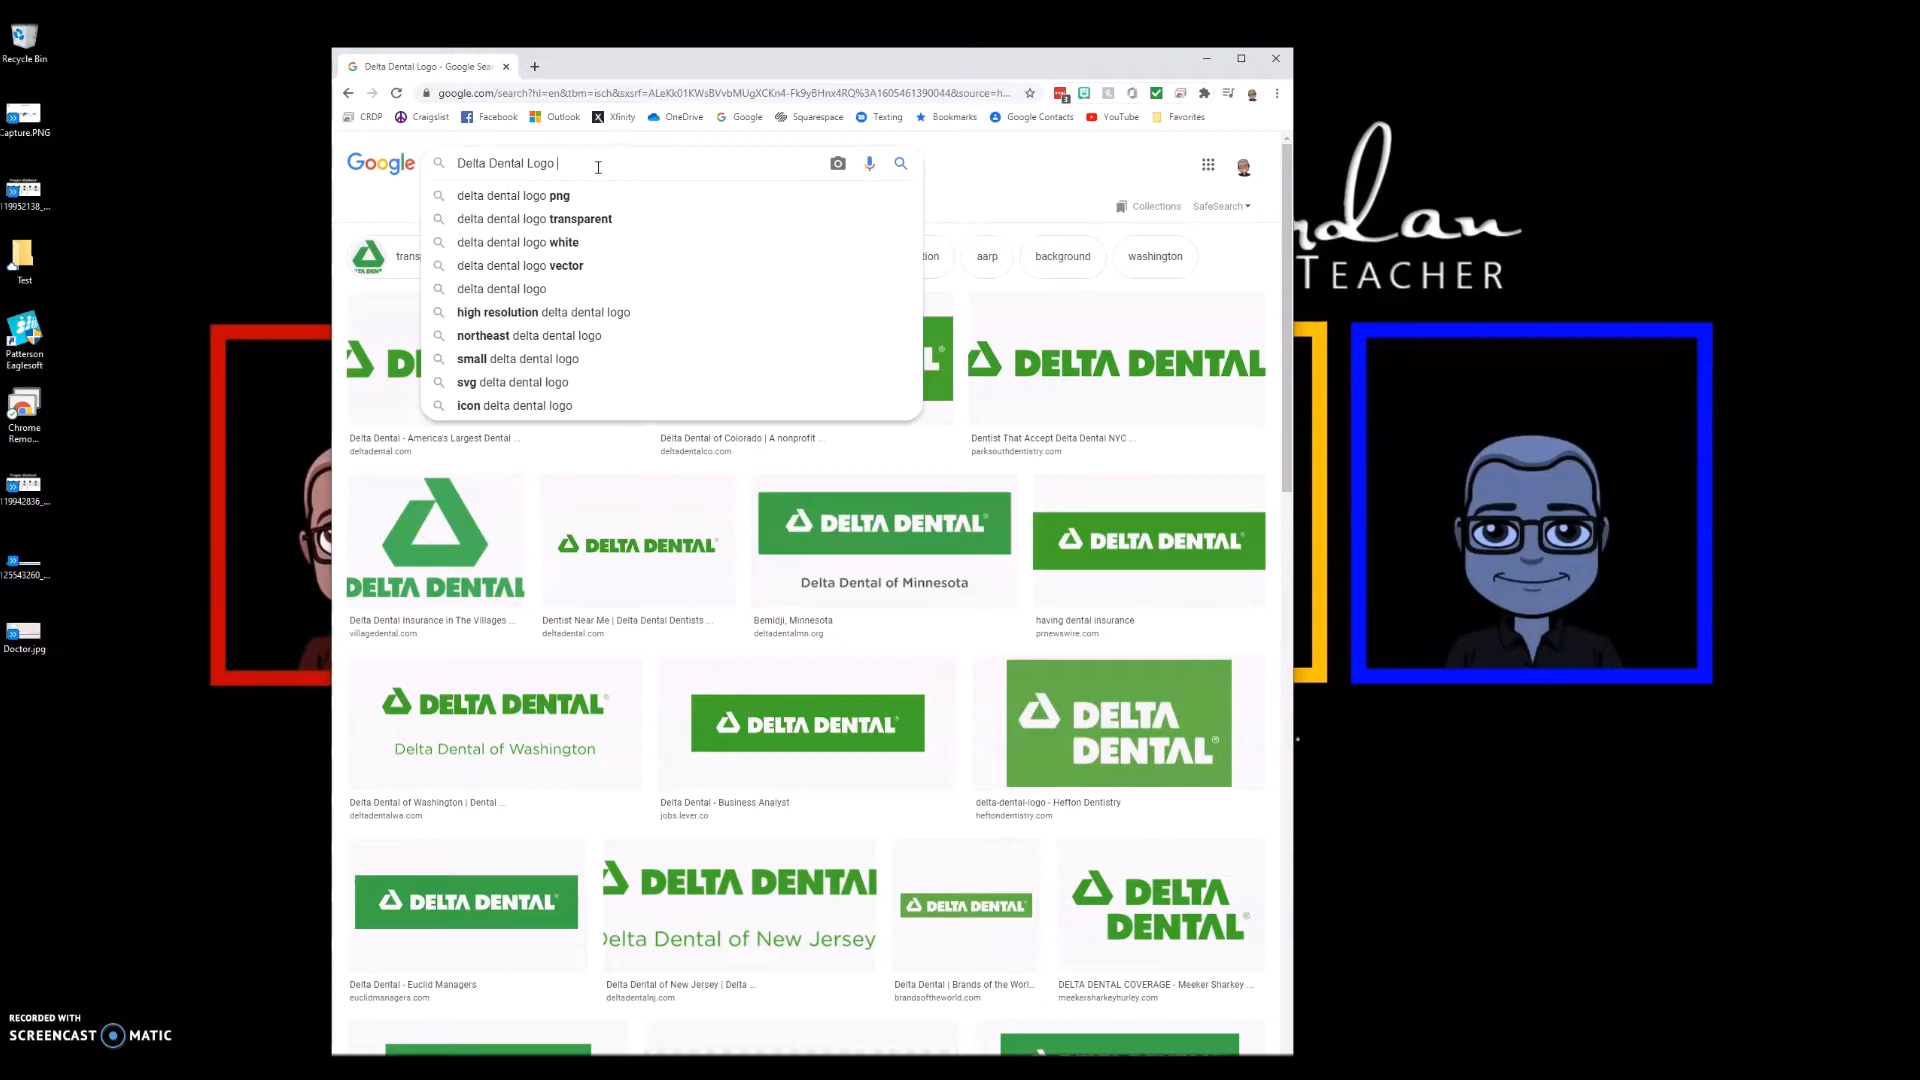 Recycle Bin
Capture.PNG
119952138_...
Test
Patterson
Eaglesoft
Chrome
Remo...
119942836_...
125543260_...
Doctor.jpg
RECORDED WITH
SCREENCAST MATIC
TEACHER
Delta Dental Logo - Google Sea
google.com/search?hl=en&tbm=isch&sxsrf=ALeKk01KWsBVvbMUgXCKn4-Fk9yBHnx4RQ%3A1605461390044&source=h...
CRDP Craigslist Facebook Outlook Xfinity OneDrive Google Squarespace Texting Bookmarks Google Contacts YouTube Favorites
Google Delta Dental Logo
delta dental logo png
delta dental logo transparent
delta dental logo white
delta dental logo vector
delta dental logo
high resolution delta dental logo
northeast delta dental logo
small delta dental logo
svg delta dental logo
icon delta dental logo
Collections SafeSearch
trans tion aarp background washington
DELTA DENTAL
Delta Dental - America's Largest Dental ...
deltadental.com
Delta Dental of Colorado | A nonprofit ...
deltadentalco.com
Dentist That Accept Delta Dental NYC ...
parksouthdentistry.com
DELTA DENTAL
DELTA DENTAL
DELTA DENTAL
Delta Dental of Minnesota
DELTA DENTAL
Delta Dental Insurance in The Villages ...
villagedental.com
Dentist Near Me | Delta Dental Dentists ...
deltadental.com
Bemidji, Minnesota
deltadentalmn.org
having dental insurance
prnewswire.com
DELTA DENTAL
Delta Dental of Washington
DELTA DENTAL
DELTA
DENTAL
Delta Dental of Washington | Dental ...
deltadentalwa.com
Delta Dental - Business Analyst
jobs.lever.co
delta-dental-logo - Hefton Dentistry
heftondentistry.com
DELTA DENTAL
DELTA DENTAL
Delta Dental of New Jersey
DELTA DENTAL
DELTA
DENTAL
Delta Dental - Euclid Managers
euclidmanagers.com
Delta Dental of New Jersey | Delta ...
deltadentalnj.com
Delta Dental | Brands of the Worl...
brandsoftheworld.com
DELTA DENTAL COVERAGE - Meeker Sharkey ...
meekersharkeyhurley.com